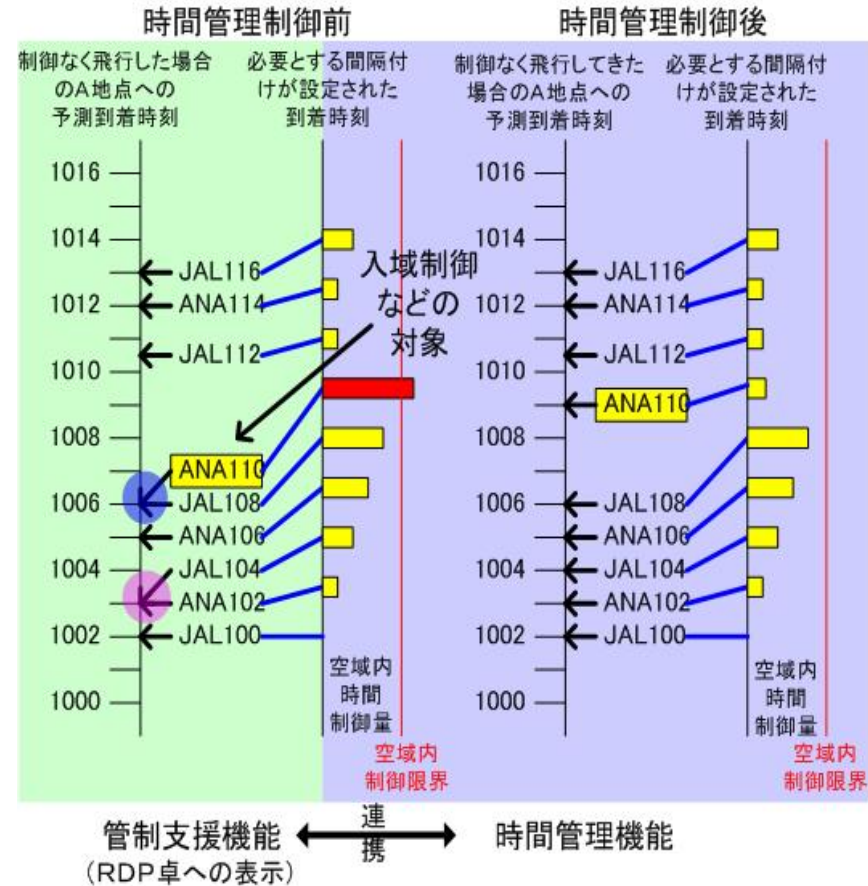 時間管理制御前
制御なく飛行した場合
のA地点への
予測到着時刻
必要とする間隔付
けが設定された
到着時刻
1016
1014
1012
1010
1008
1006
1004
1002
1000
JAL116
ANA114
JAL112
ANA110
JAL108
ANA106
JAL104
ANA102
JAL100
入域制御
などの
対象
空域内
時間
制御量
空域内
制御限界
時間管理制御後
制御なく飛行してきた
場合のA地点への
予測到着時刻
必要とする間隔付
けが設定された
到着時刻
1016
1014
1012
1010
1008
1006
1004
1002
1000
JAL116
ANA114
JAL112
ANA110
JAL108
ANA106
JAL104
ANA102
JAL100
空域内
時間
制御量
空域内
制御限界
管制支援機能
(RDP卓への表示)
連
携
時間管理機能